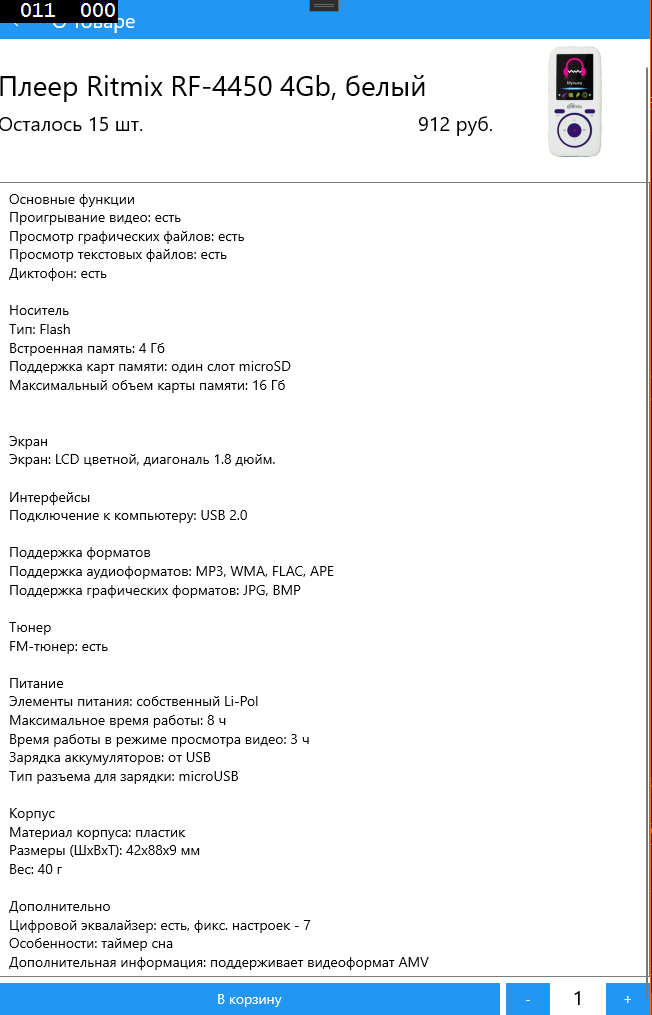 011 000
О товаре
Плеер Ritmix RF-4450 4Gb, белый
Осталось 15 шт.
912 руб.
Музыка
Основные функции
Проигрывание видео: есть
Просмотр графических файлов: есть
Просмотр текстовых файлов: есть
Диктофон: есть
Носитель
Тип: Flash
Встроенная память: 4 Гб
Поддержка карт памяти: один слот microSD
Максимальный объем карты памяти: 16 Гб
Экран
Экран: LCD цветной, диагональ 1.8 дюйм.
Интерфейсы
Подключение к компьютеру: USB 2.0
Поддержка форматов
Поддержка аудиоформатов: MP3, WMA, FLAC, APE
Поддержка графических форматов: JPG, BMP
Тюнер
FM-тюнер: есть
Питание
Элементы питания: собственный Li-Pol
Максимальное время работы: 8 ч
Время работы в режиме просмотра видео: 3 ч
Зарядка аккумуляторов: от USB
Тип разъема для зарядки: microUSB
Корпус
Материал корпуса: пластик
Размеры (ШхВхТ): 42x88x9 мм
Вес: 40 г
Дополнительно
Цифровой эквалайзер: есть, фикс. настроек - 7
Особенности: таймер сна
Дополнительная информация: поддерживает видеоформат AMV
В корзину - 1 +